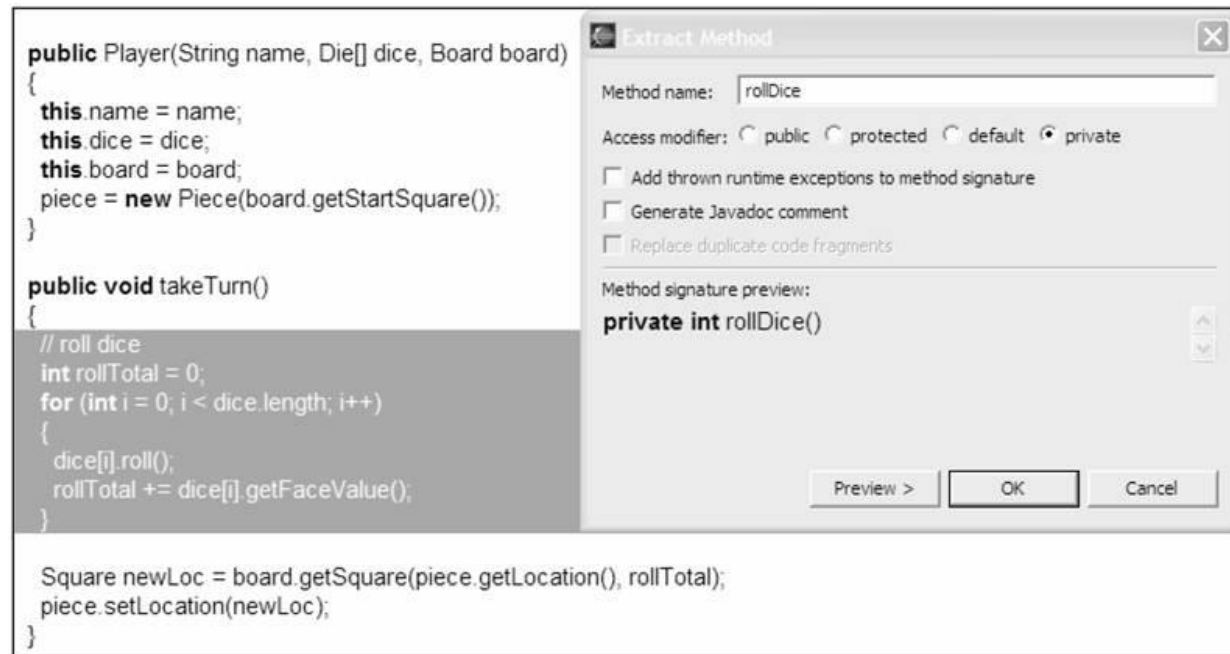 public Player(String name, Die[] dice, Board board)
{
this.name = name;
this.dice = dice;
this.board = board;
piece = new Piece(board.getStartSquare());
}
public void takeTurn()
{
// roll dice
int rollTotal = 0;
for (int i = 0; i < dice.length; i++)
{
dice[i].roll();
rollTotal += dice[i].getFaceValue();
}
Square newLoc = board.getSquare(piece.getLocation(), rollTotal);
piece.setLocation(newLoc);
}
Extract Method
Method name: rollDice
Access modifier: public protected default private
Add thrown runtime exceptions to method signature
Generate Javadoc comment
Replace duplicate code fragments
Method signature preview:
private int rollDice()
Preview > OK Cancel